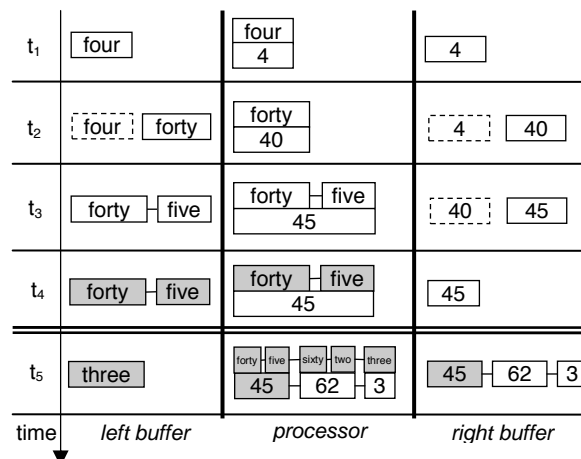 t1 four four 4
4
t2 four forty forty 4 40
40
t3 forty five forty five 40 45
45
t4 forty five forty five 45
45
t5 three forty five sixty two three 45 62 3
45 62 3
time left buffer processor right buffer